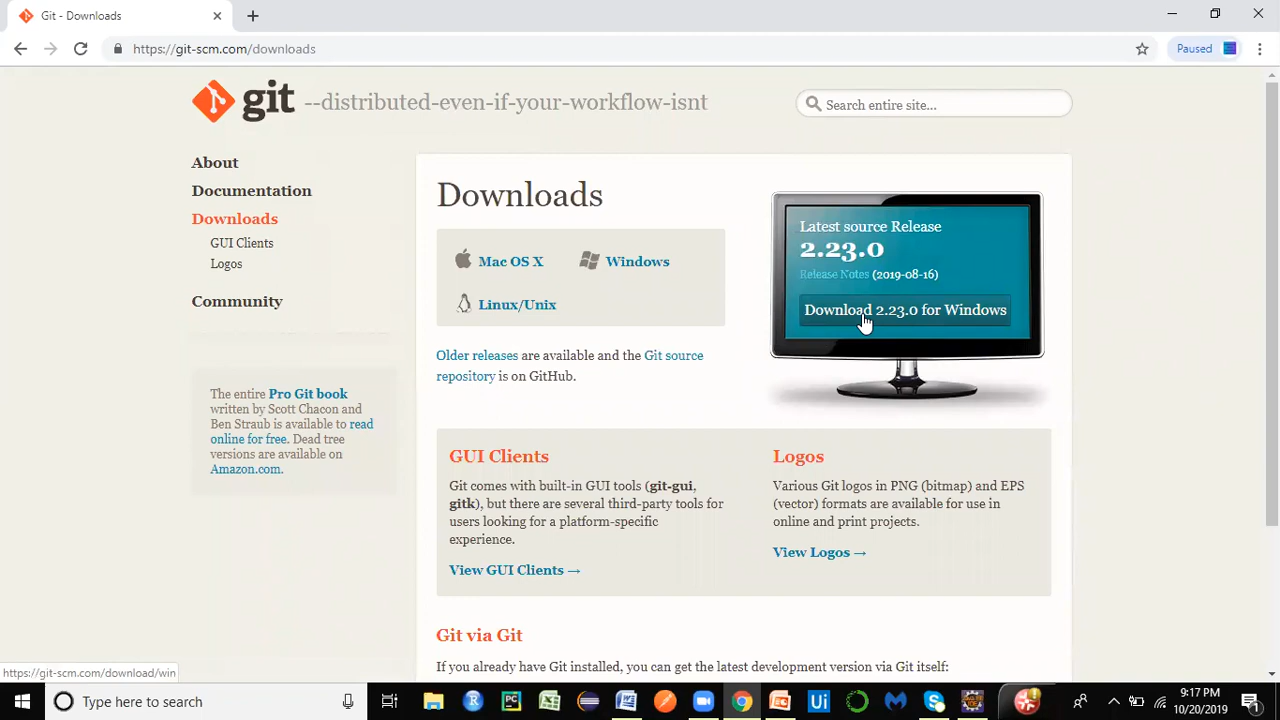 Git - Downloads
https://git-scm.com/downloads
Paused
git --distributed-even-if-your-workflow-isnt
Search entire site...
About
Documentation
Downloads
GUI Clients
Logos
Community
The entire Pro Git book
written by Scott Chacon and
Ben Straub is available to read
online for free. Dead tree
versions are available on
Amazon.com.
Downloads
Mac OS X
Windows
Linux/Unix
Older releases are available and the Git source
repository is on GitHub.
Latest source Release
2.23.0
Release Notes (2019-08-16)
Download 2.23.0 for Windows
GUI Clients
Git comes with built-in GUI tools (git-gui,
gitk), but there are several third-party tools for
users looking for a platform-specific
experience.
View GUI Clients →
Logos
Various Git logos in PNG (bitmap) and EPS
(vector) formats are available for use in
online and print projects.
View Logos →
Git via Git
If you already have Git installed, you can get the latest development version via Git itself:
https://git-scm.com/download/win
Type here to search
9:17 PM
10/20/2019